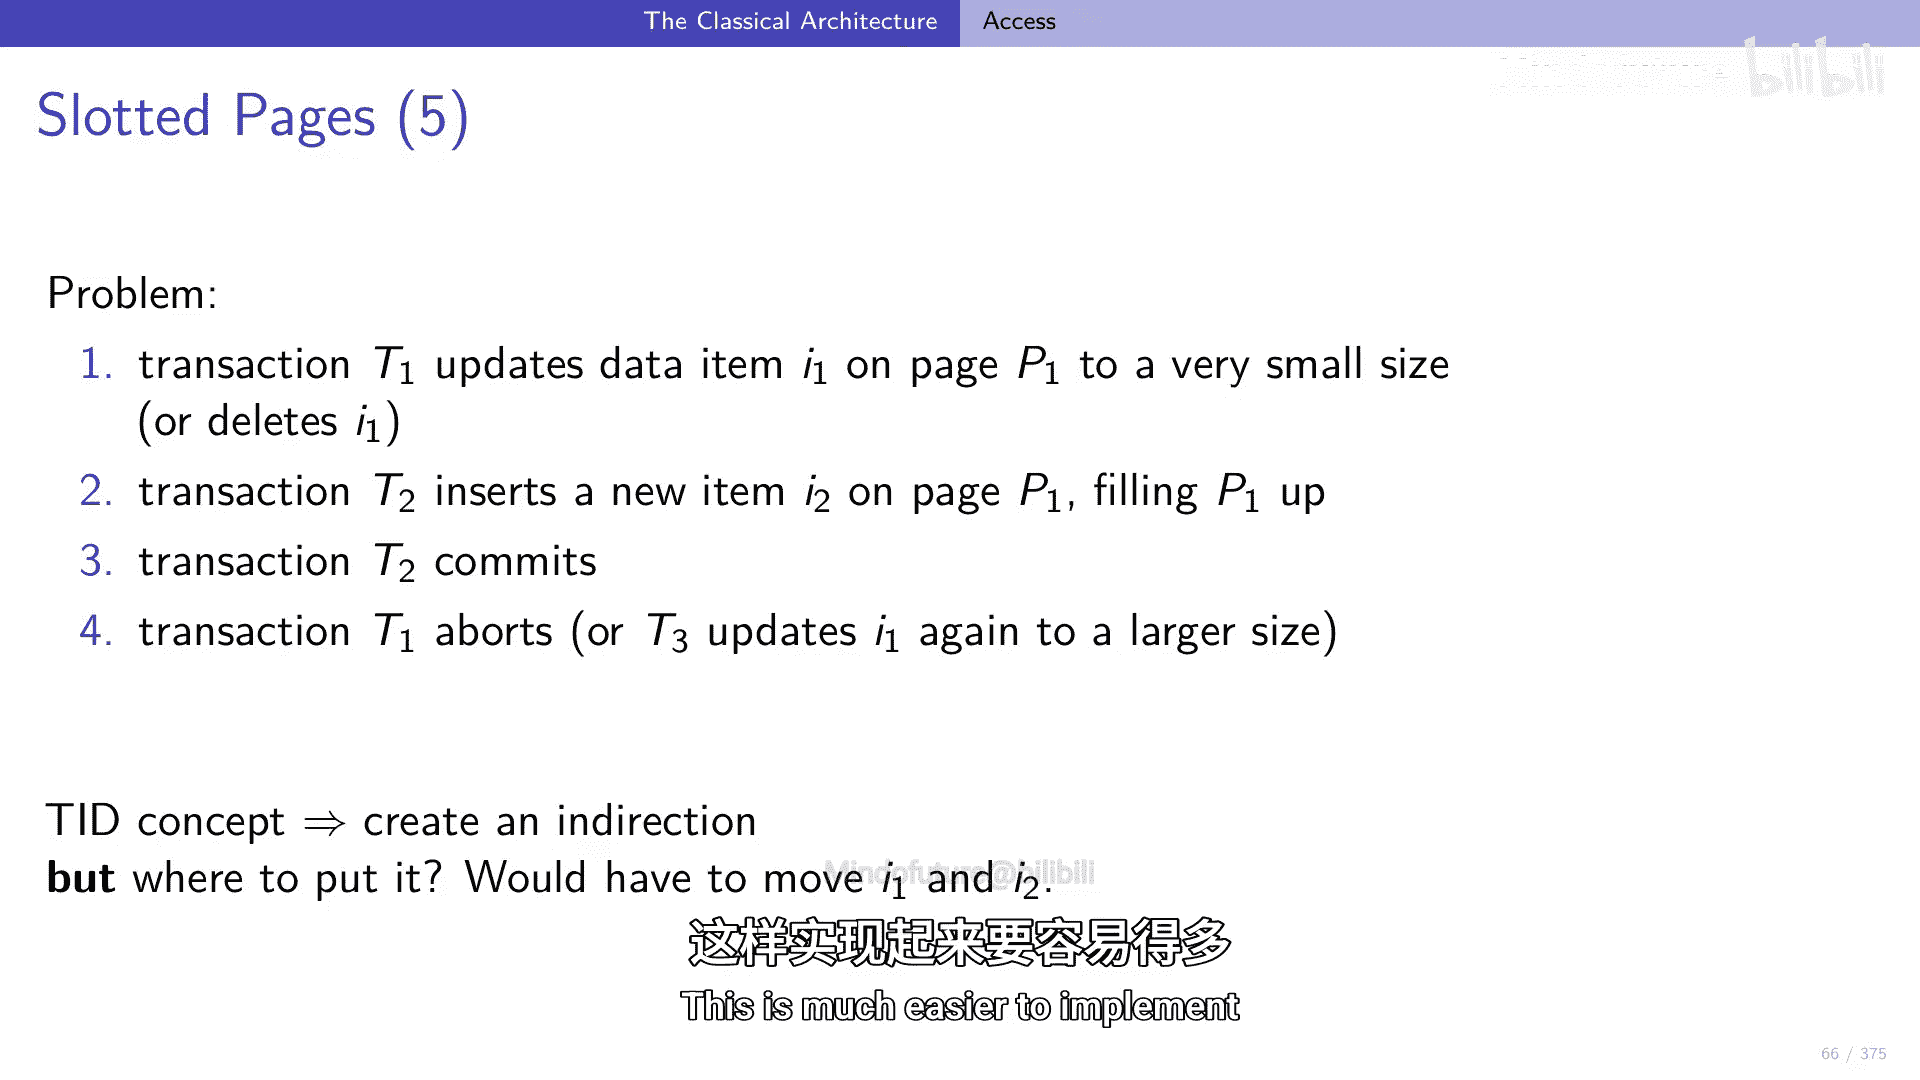 The Classical Architecture Access
bilibili
Slotted Pages (5)
Problem:
1. transaction T₁ updates data item i₁ on page P₁ to a very small size
(or deletes i₁)
2. transaction T₂ inserts a new item i₂ on page P₁, filling P₁ up
3. transaction T₂ commits
4. transaction T₁ aborts (or T₃ updates i₁ again to a larger size)
TID concept ⇒ create an indirection
but where to put it? Would have to move i₁ and i₂.
Mindofuture@bilibili
这样实现起来要容易得多
This is much easier to implement
66 / 375